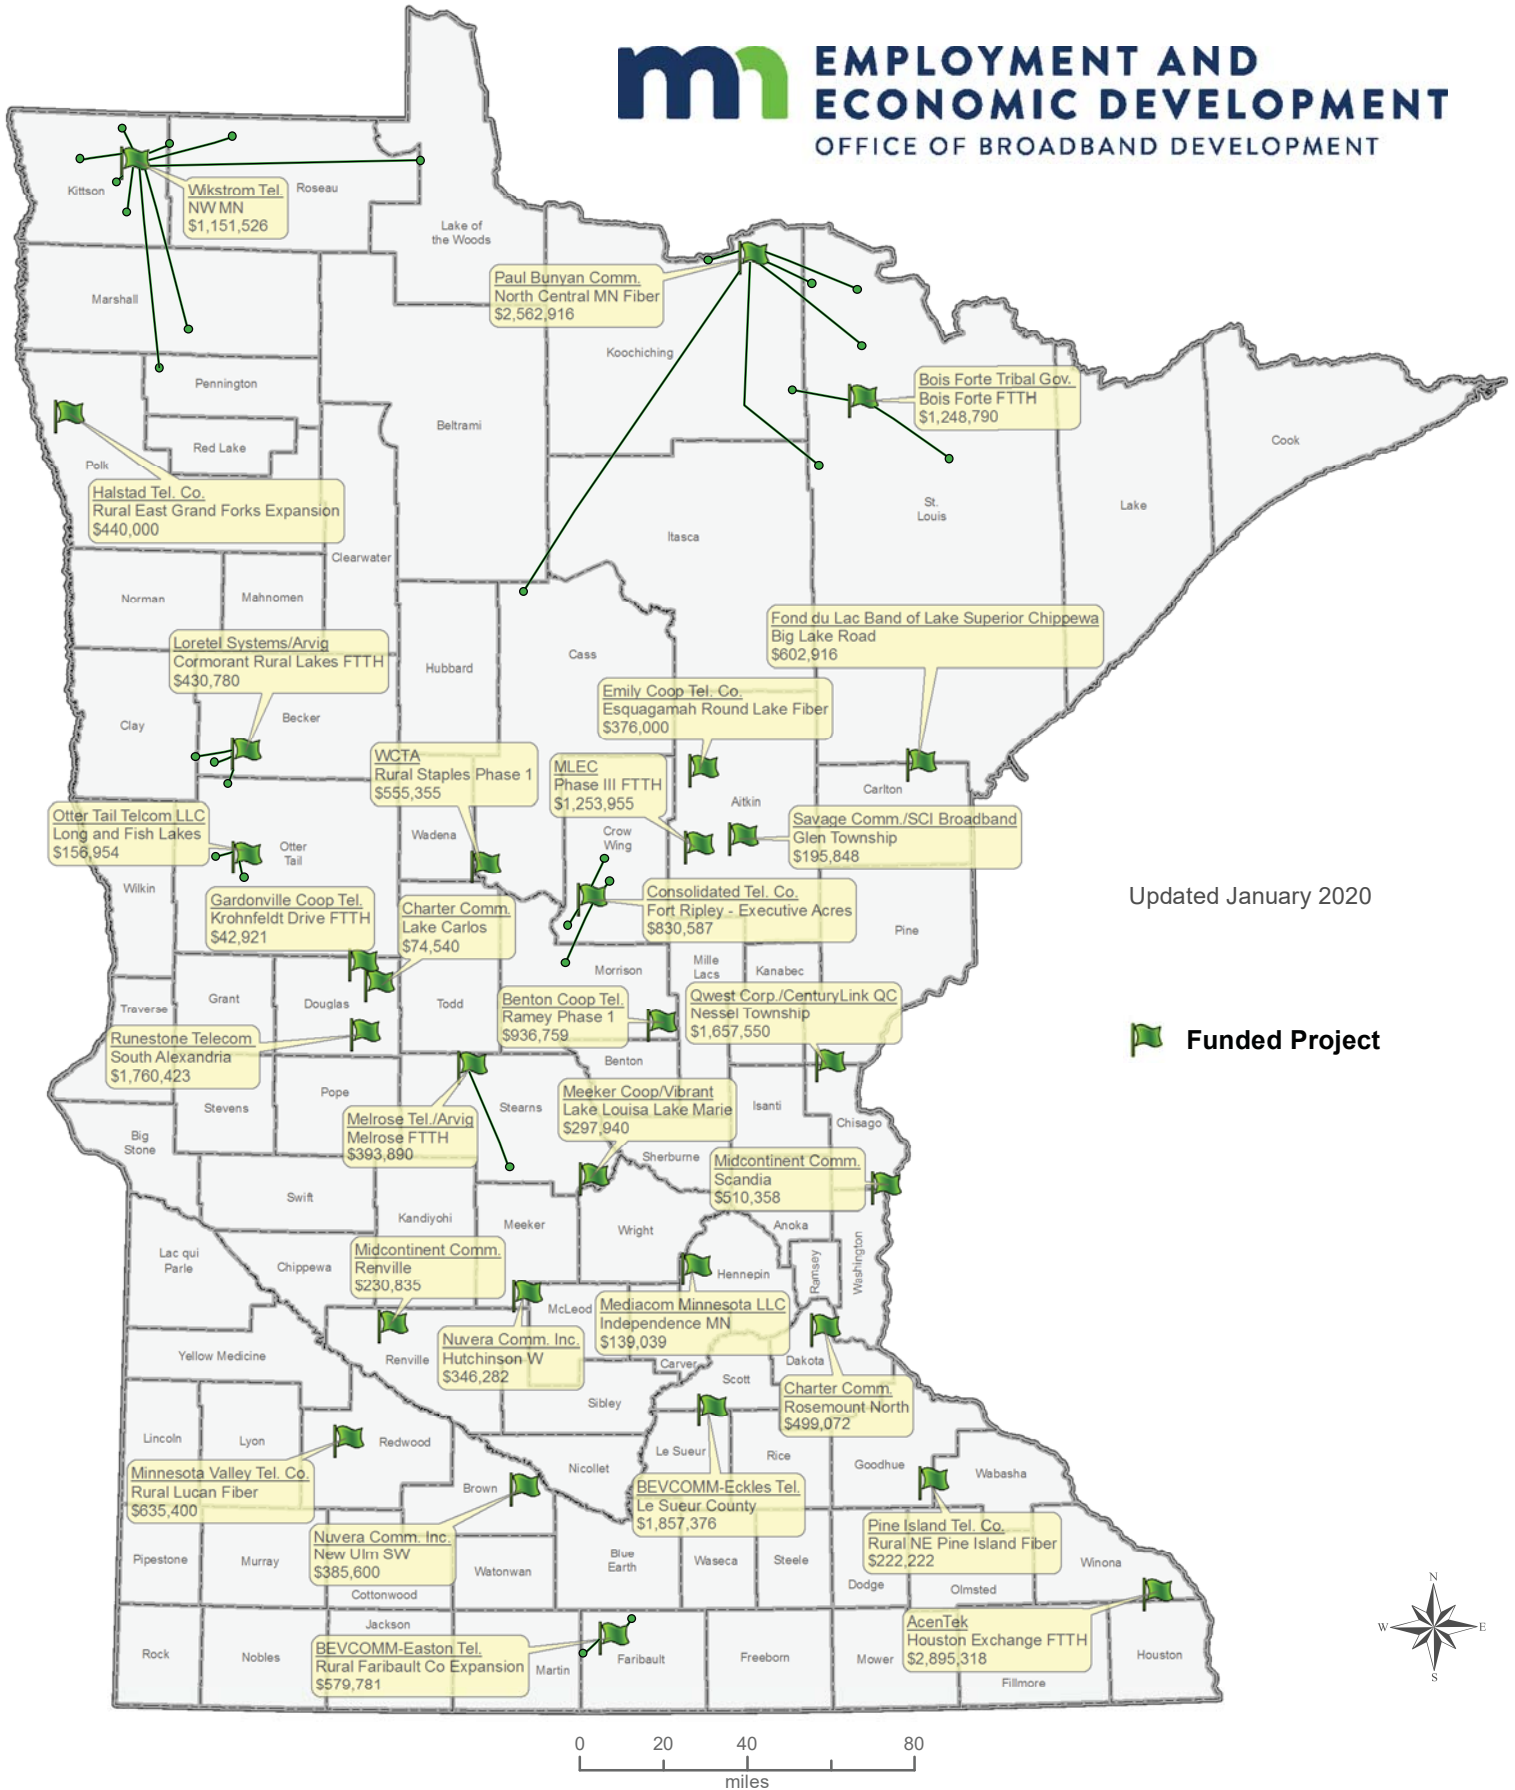 mn
EMPLOYMENT AND
ECONOMIC DEVELOPMENT
OFFICE OF BROADBAND DEVELOPMENT
Kittson
Roseau
Wikstrom Tel.
NW MN
$1,151,526
Lake of
the Woods
Paul Bunyan Comm.
North Central MN Fiber
$2,562,916
Marshall
Koochiching
Pennington
Bois Forte Tribal Gov.
Bois Forte FTTH
$1,248,790
Beltrami
Red Lake
Cook
Polk
Halstad Tel. Co.
Rural East Grand Forks Expansion
$440,000
St.
Louis
Lake
Itasca
Clearwater
Norman
Mahnomen
Fond du Lac Band of Lake Superior Chippewa
Big Lake Road
$602,916
Loretel Systems/Arvig
Cormorant Rural Lakes FTTH
$430,780
Hubbard
Cass
Emily Coop Tel. Co.
Esquagamah Round Lake Fiber
$376,000
Clay
Becker
WCTA
Rural Staples Phase 1
$555,355
MLEC
Phase III FTTH
$1,253,955
Aitkin
Carlton
Otter Tail Telcom LLC
Long and Fish Lakes
$156,954
Otter
Tail
Wadena
Crow
Wing
Savage Comm./SCI Broadband
Glen Township
$195,848
Wilkin
Gardonville Coop Tel.
Krohnfeldt Drive FTTH
$42,921
Charter Comm.
Lake Carlos
$74,540
Consolidated Tel. Co.
Fort Ripley - Executive Acres
$830,587
Updated January 2020
Pine
Morrison
Mille
Lacs
Kanabec
Traverse
Grant
Douglas
Todd
Benton Coop Tel.
Ramey Phase 1
$936,759
Qwest Corp./CenturyLink QC
Nessel Township
$1,657,550
Runestone Telecom
South Alexandria
$1,760,423
Funded Project
Benton
Pope
Stevens
Stearns
Meeker Coop/Vibrant
Lake Louisa Lake Marie
$297,940
Isanti
Chisago
Melrose Tel./Arvig
Melrose FTTH
$393,890
Big
Stone
Sherburne
Midcontinent Comm.
Scandia
$510,358
Swift
Kandiyohi
Meeker
Wright
Anoka
Lac qui
Parle
Chippewa
Midcontinent Comm.
Renville
$230,835
Hennepin
Ramsey
Washington
McLeod
Mediacom Minnesota LLC
Independence MN
$139,039
Nuvera Comm. Inc.
Hutchinson W
$346,282
Yellow Medicine
Renville
Carver
Dakota
Scott
Charter Comm.
Rosemount North
$499,072
Sibley
Lincoln
Lyon
Redwood
Le Sueur
Rice
Goodhue
Wabasha
Minnesota Valley Tel. Co.
Rural Lucan Fiber
$635,400
Nicollet
Brown
BEVCOMM-Eckles Tel.
Le Sueur County
$1,857,376
Nuvera Comm. Inc.
New Ulm SW
$385,600
Pine Island Tel. Co.
Rural NE Pine Island Fiber
$222,222
Pipestone
Murray
Cottonwood
Watonwan
Blue
Earth
Waseca
Steele
Dodge
Olmsted
Winona
Jackson
AcenTek
Houston Exchange FTTH
$2,895,318
BEVCOMM-Easton Tel.
Rural Faribault Co Expansion
$579,781
Rock
Nobles
Martin
Faribault
Freeborn
Mower
Fillmore
Houston
N
W
E
S
0 20 40 80
miles